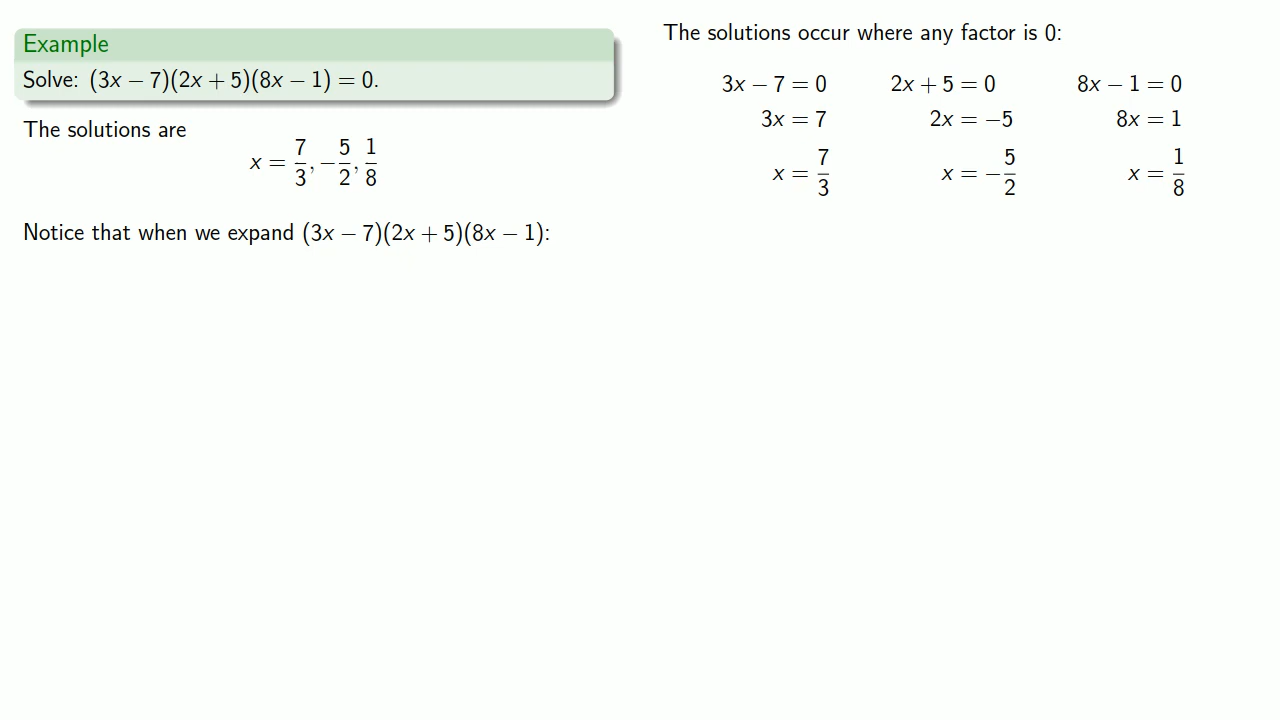 Example
Solve: (3x − 7)(2x + 5)(8x − 1) = 0.
The solutions are
x = 7/3, −5/2, 1/8
Notice that when we expand (3x − 7)(2x + 5)(8x − 1):
The solutions occur where any factor is 0:
3x − 7 = 0 2x + 5 = 0 8x − 1 = 0
3x = 7 2x = −5 8x = 1
x = 7/3 x = −5/2 x = 1/8